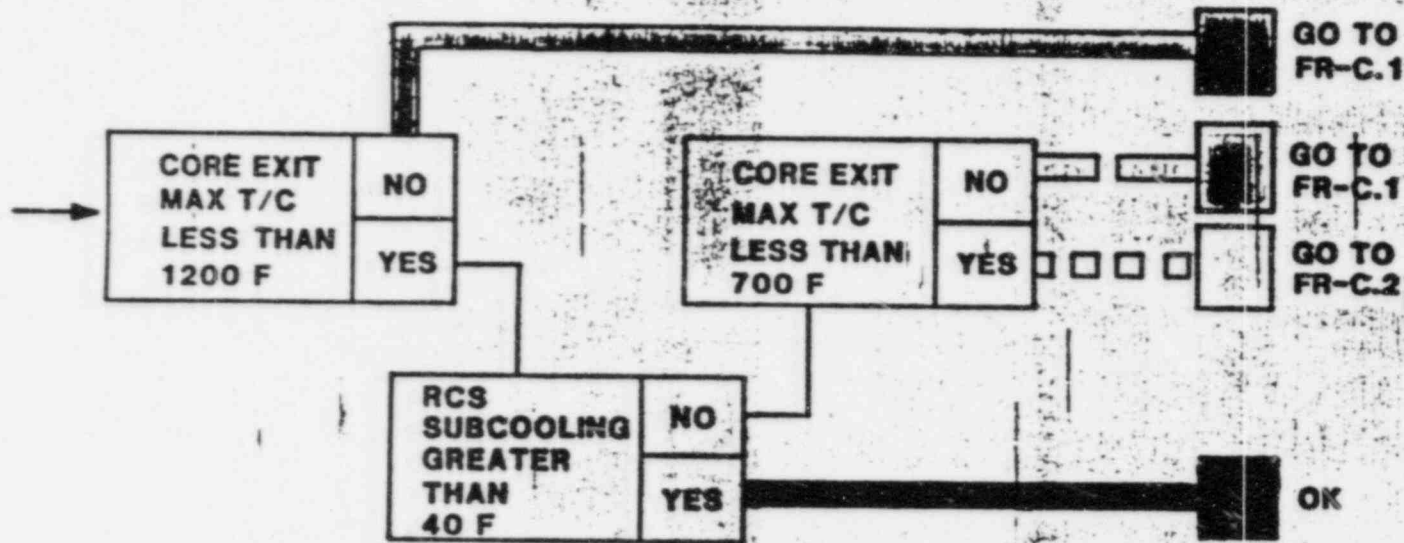 GO TO
FR-C.1
CORE EXIT
MAX T/C
LESS THAN
1200 F
NO
YES
CORE EXIT
MAX T/C
LESS THAN
700 F
NO
YES
GO TO
FR-C.1
GO TO
FR-C.2
RCS
SUBCOOLING
GREATER
THAN
40 F
NO
YES
OK